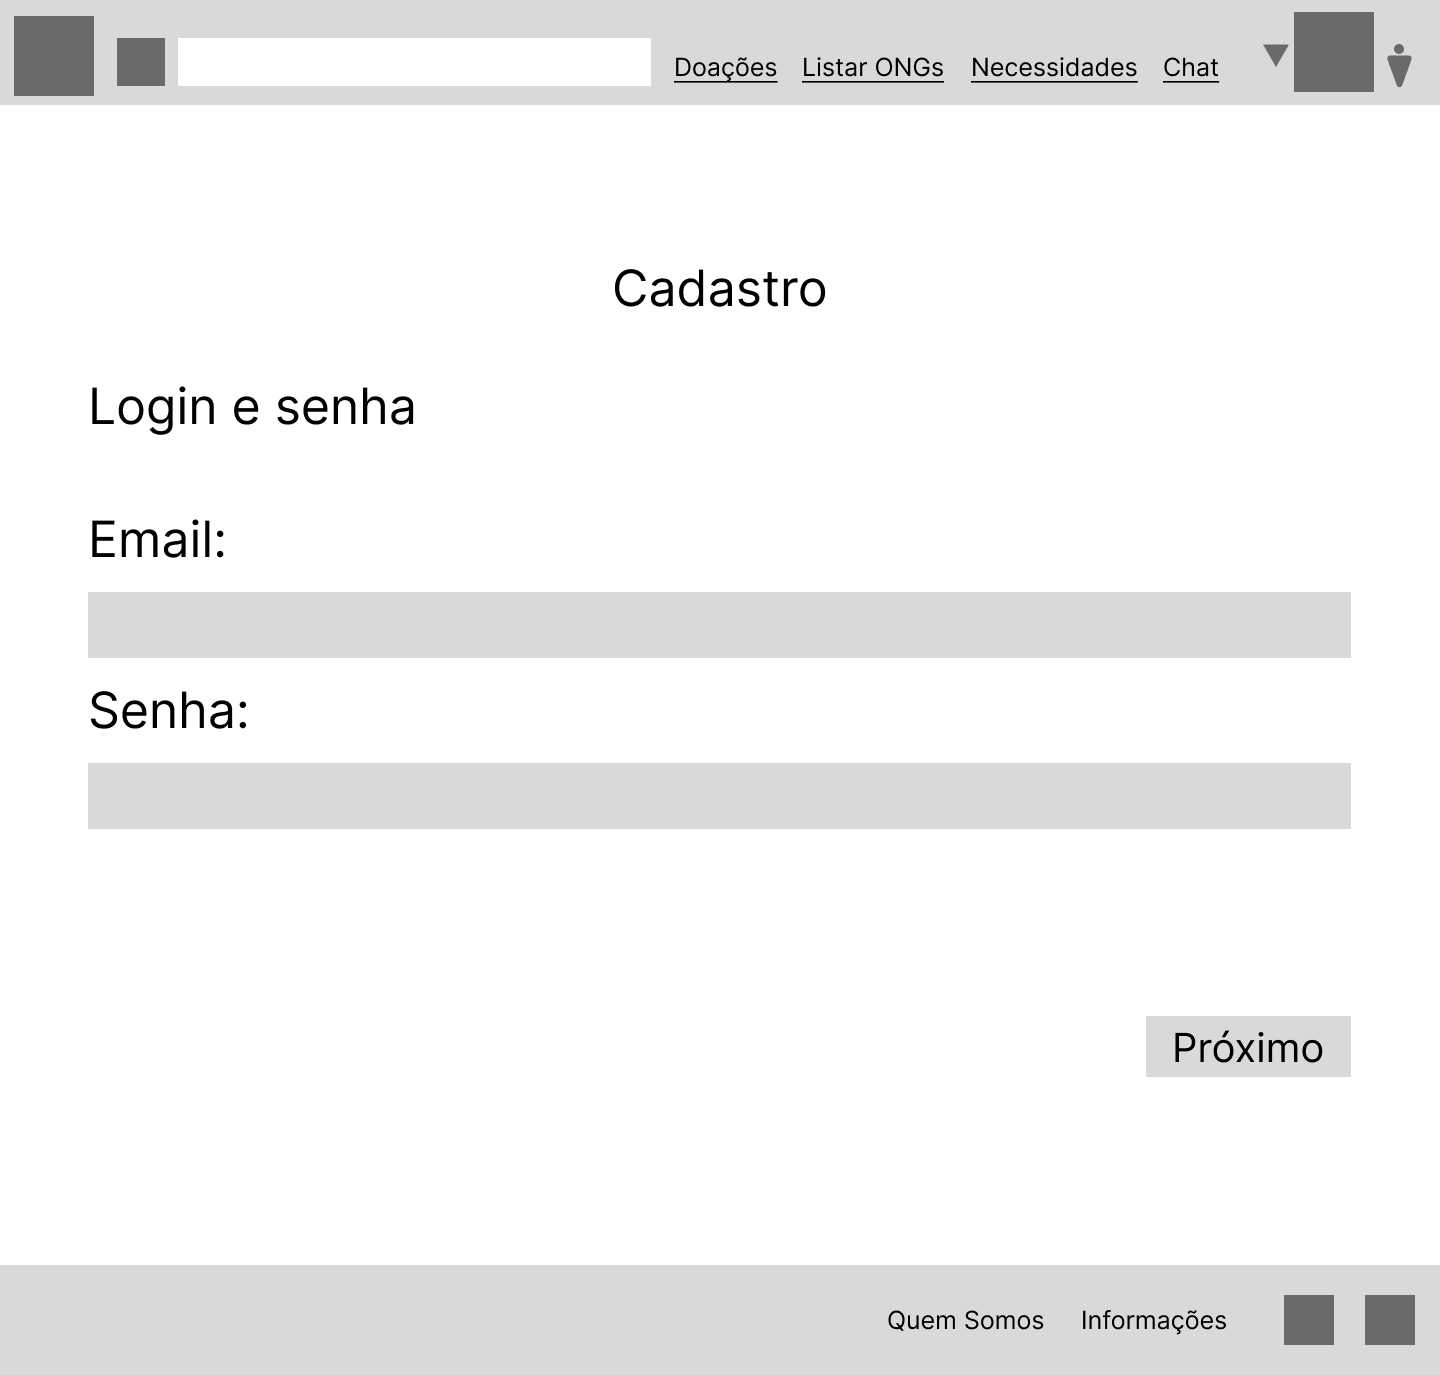 Doações Listar ONGs Necessidades Chat
Cadastro
Login e senha
Email:
Senha:
Próximo
Quem Somos Informações